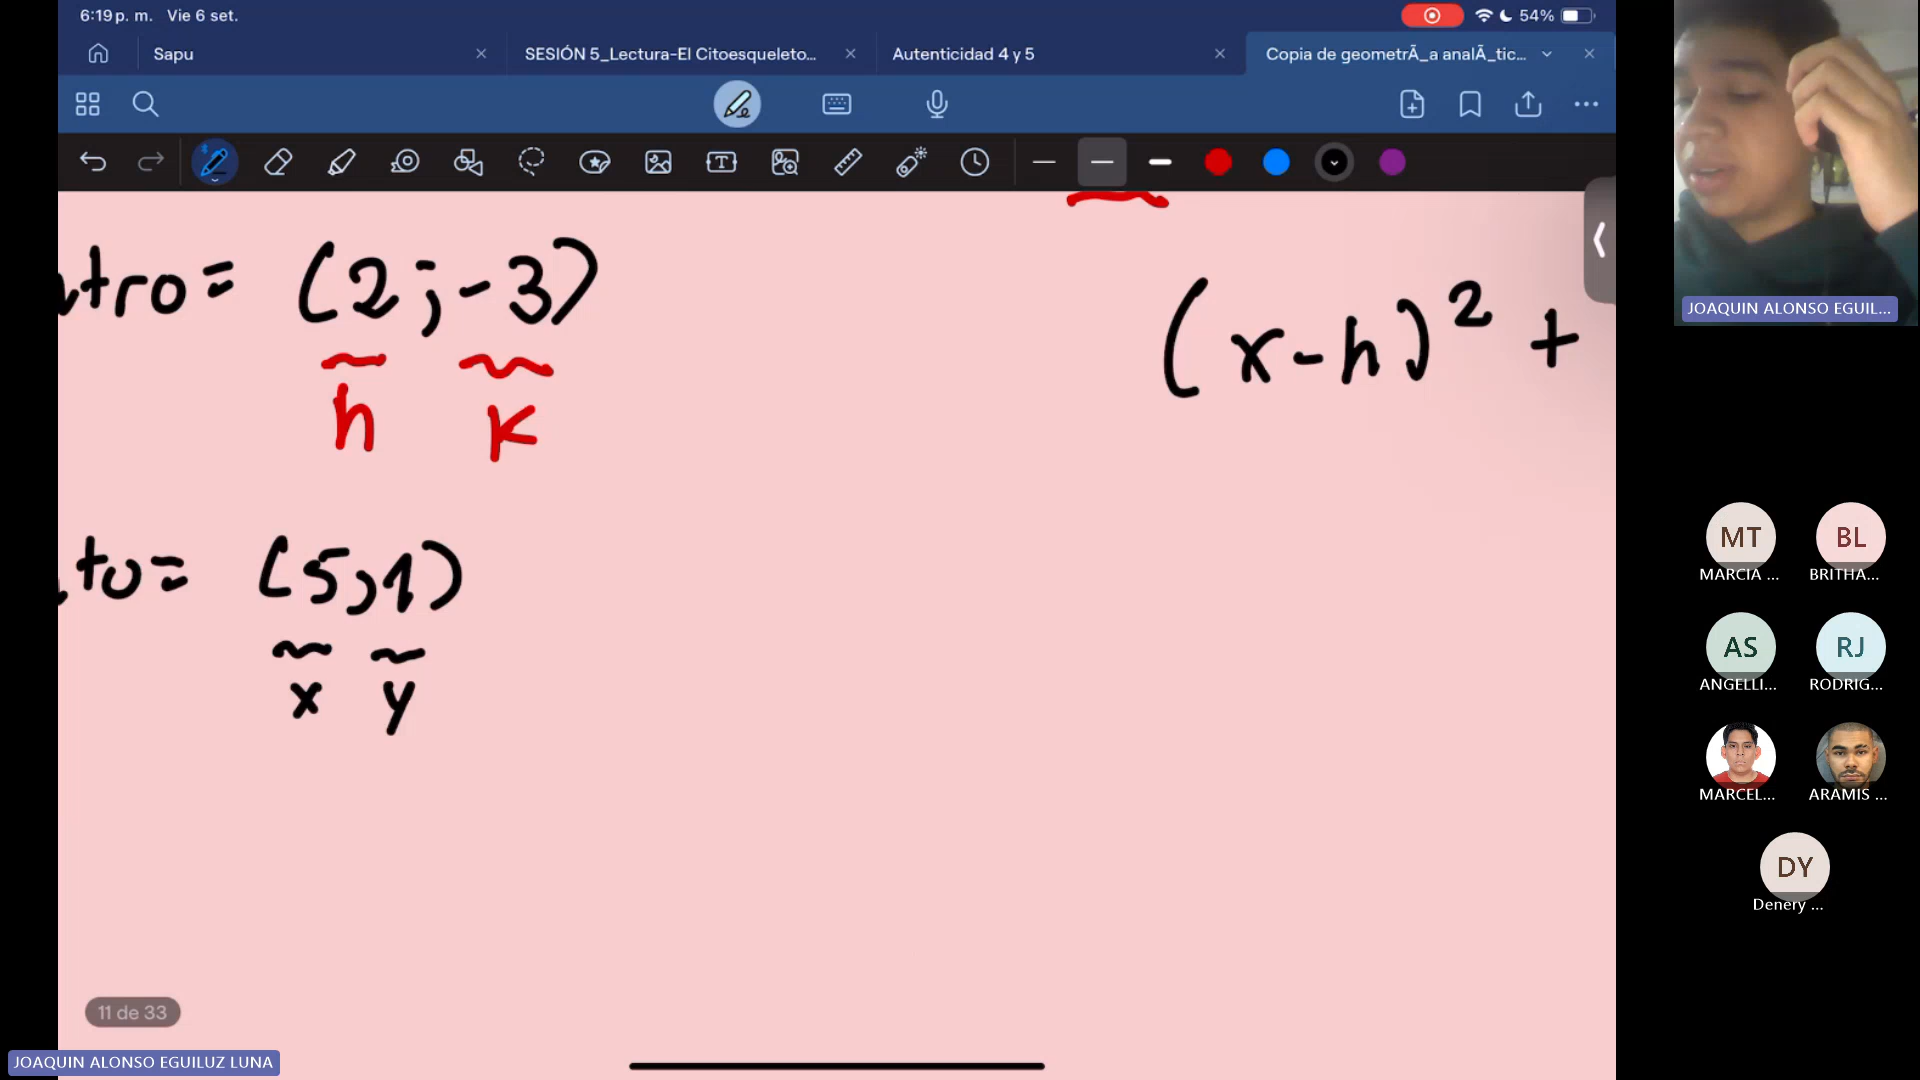 6:19 p. m. Vie 6 set.
54%
Sapu
SESIÓN 5_Lectura-El Citoesqueleto...
Autenticidad 4 y 5
Copia de geometrÃ_a analÃ_tic...
ntro= (2;-3)
h k
(x-h)² +
to= (5,1)
x y
11 de 33
JOAQUIN ALONSO EGUILUZ LUNA
JOAQUIN ALONSO EGUIL...
MT BL
MARCIA ... BRITHA...
AS RJ
ANGELLI... RODRIG...
MARCEL... ARAMIS ...
DY
Denery ...